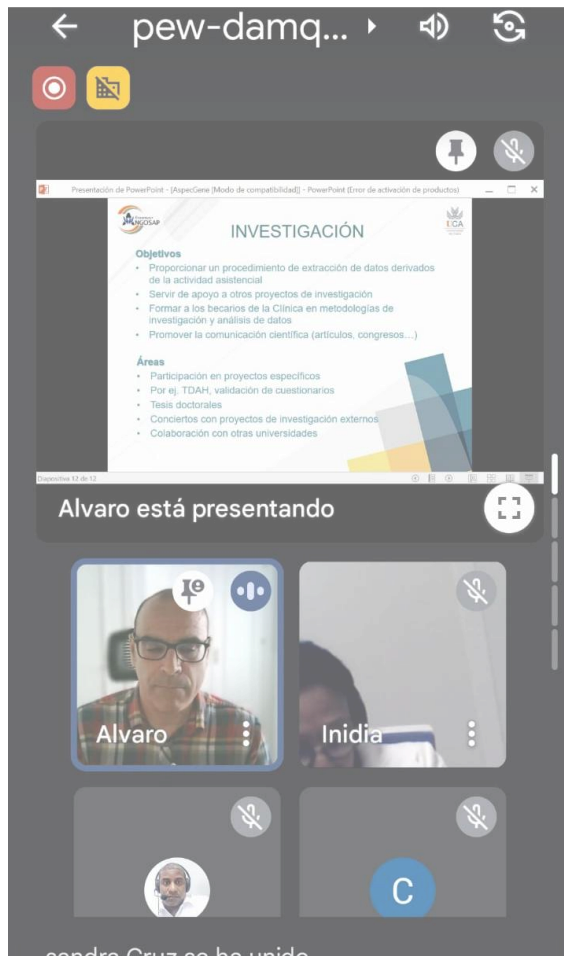 pew-damq...
Presentación de PowerPoint - [AspecGene [Modo de compatibilidad]] - PowerPoint (Error de activación de productos)
INVESTIGACIÓN
UCA
Objetivos
• Proporcionar un procedimiento de extracción de datos derivados
de la actividad asistencial
• Servir de apoyo a otros proyectos de investigación
• Formar a los becarios de la Clínica en metodologías de
investigación y análisis de datos
• Promover la comunicación científica (artículos, congresos...)
Áreas
• Participación en proyectos específicos
• Por ej. TDAH, validación de cuestionarios
• Tesis doctorales
• Conciertos con proyectos de investigación externos
• Colaboración con otras universidades
Diapositiva 12 de 12
Alvaro está presentando
Alvaro
Inidia
C
sandra Cruz se ha unido